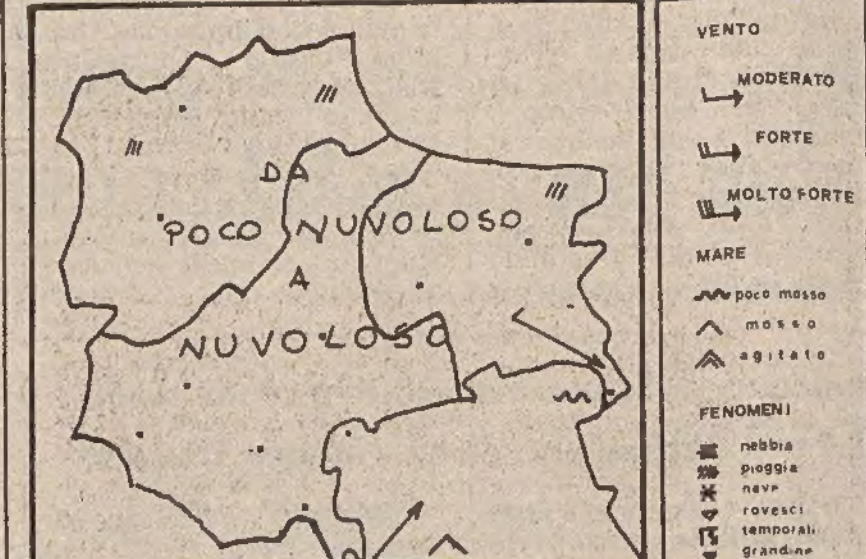 DA
POCO NUVOLOSO
A
NUVOLOSO
VENTO
MODERATO
FORTE
MOLTO FORTE
MARE
poco mosso
mosso
agitato
FENOMENI
nebbia
pioggia
neve
rovesci
temporali
grandine